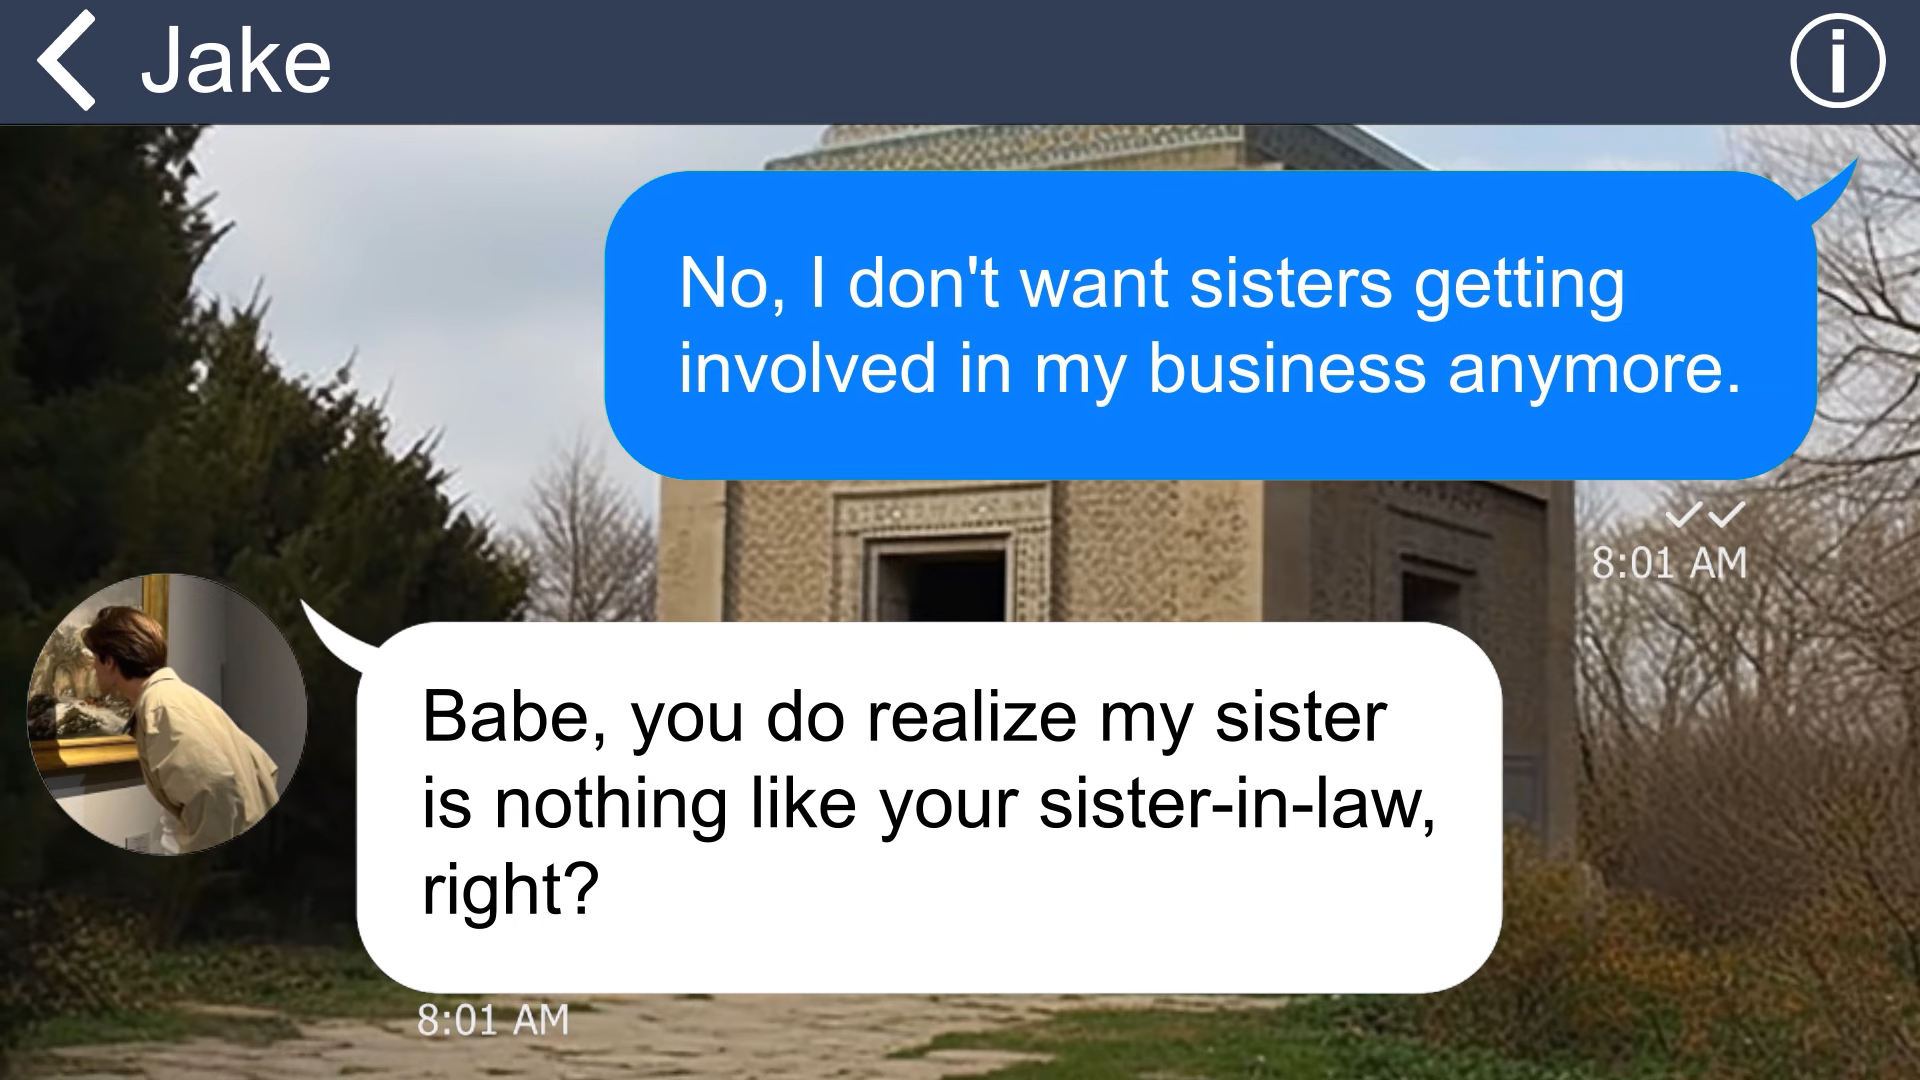 Jake
No, I don't want sisters getting
involved in my business anymore.
8:01 AM
Babe, you do realize my sister
is nothing like your sister-in-law,
right?
8:01 AM